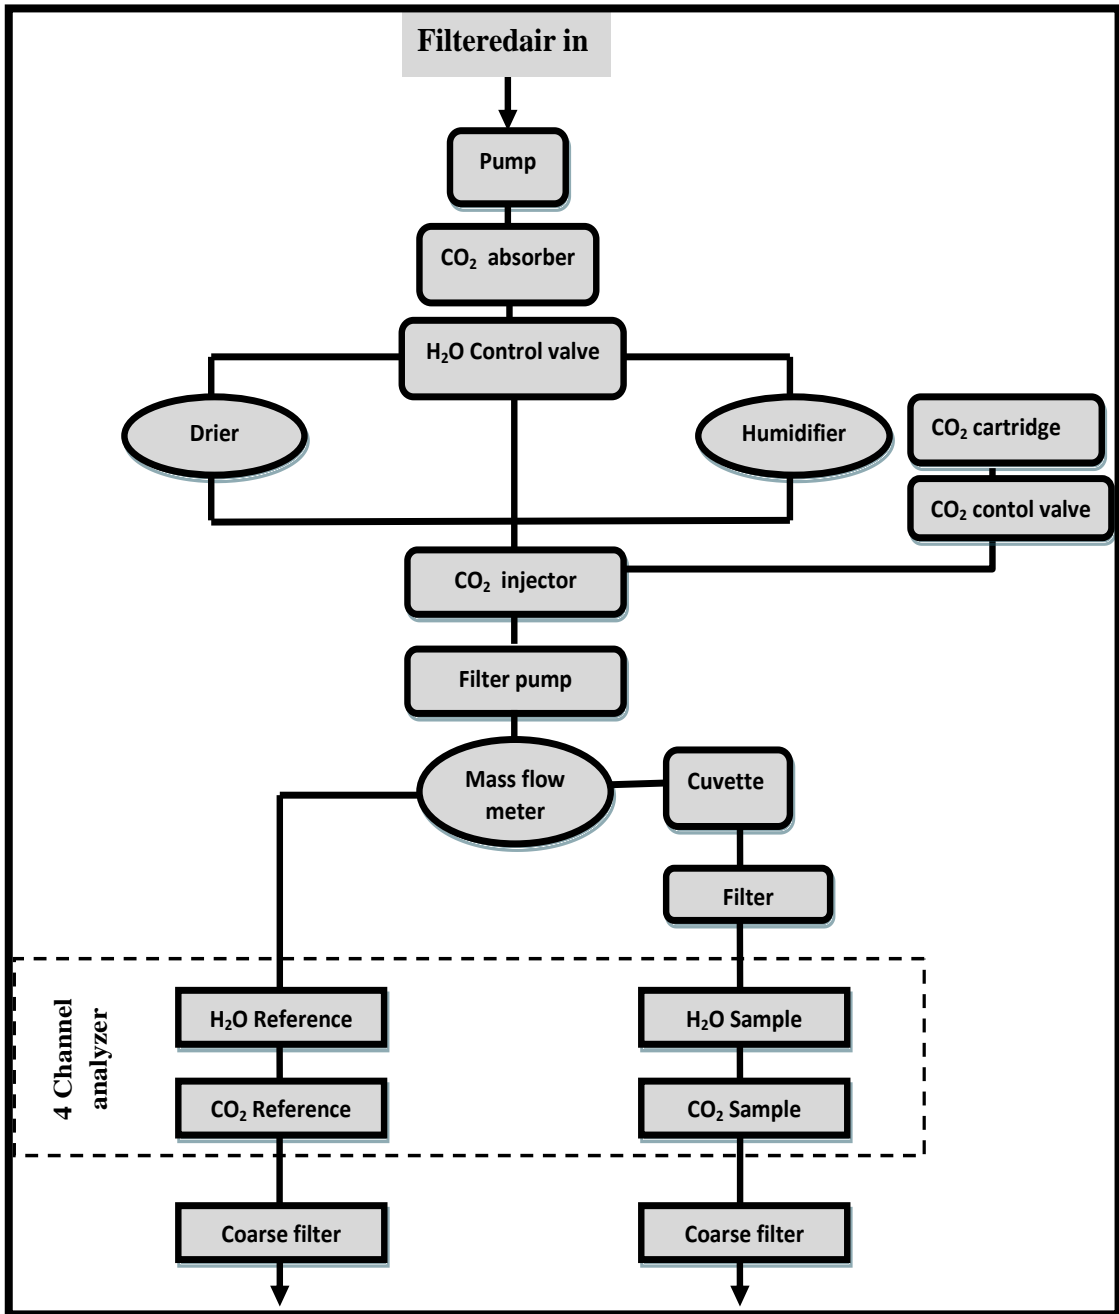 Filteredair in
Pump
CO₂ absorber
H₂O Control valve
Drier
Humidifier
CO₂ cartridge
CO₂ contol valve
CO₂ injector
Filter pump
Mass flow
meter
Cuvette
Filter
4 Channel
analyzer
H₂O Reference
H₂O Sample
CO₂ Reference
CO₂ Sample
Coarse filter
Coarse filter